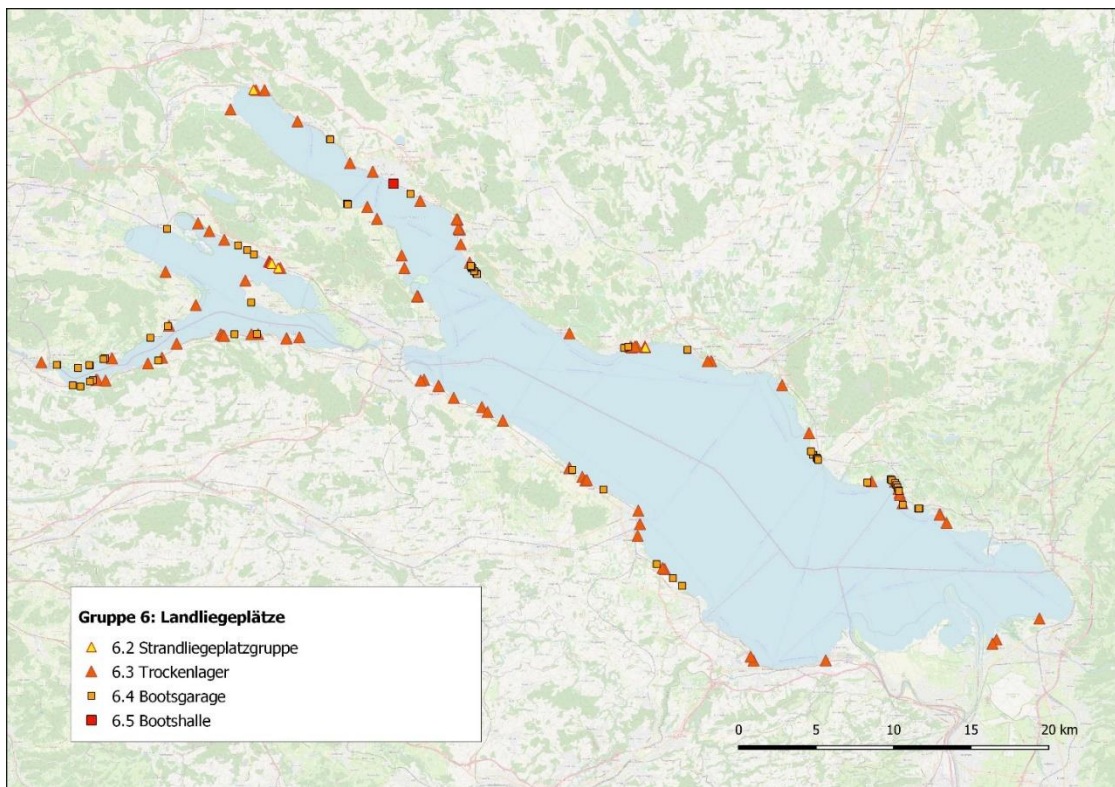 Gruppe 6: Landliegeplätze
6.2 Strandliegeplatzgruppe
6.3 Trockenlager
6.4 Bootsgarage
6.5 Bootshalle
0 5 10 15 20 km